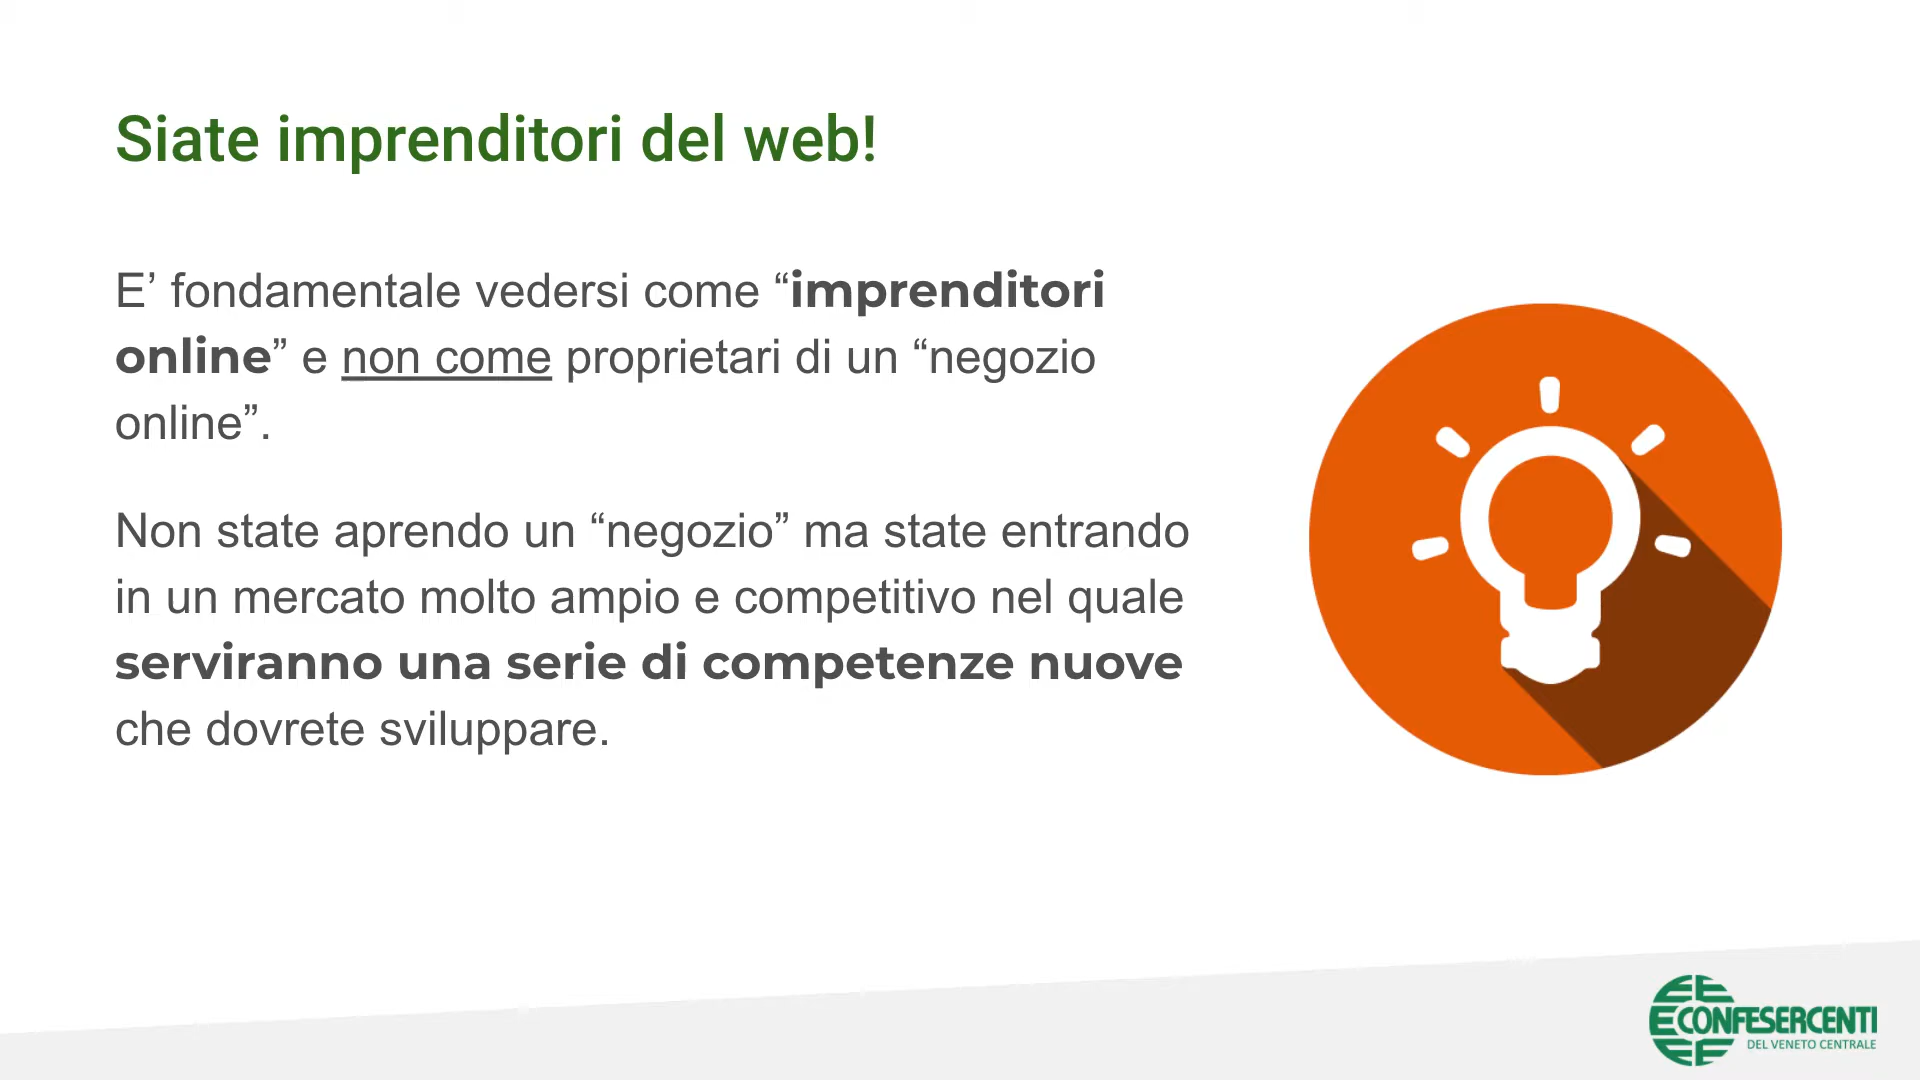 Siate imprenditori del web!
E’ fondamentale vedersi come “imprenditori
online” e non come proprietari di un “negozio
online”.
Non state aprendo un “negozio” ma state entrando
in un mercato molto ampio e competitivo nel quale
serviranno una serie di competenze nuove
che dovrete sviluppare.
CONFESERCENTI
DEL VENETO CENTRALE